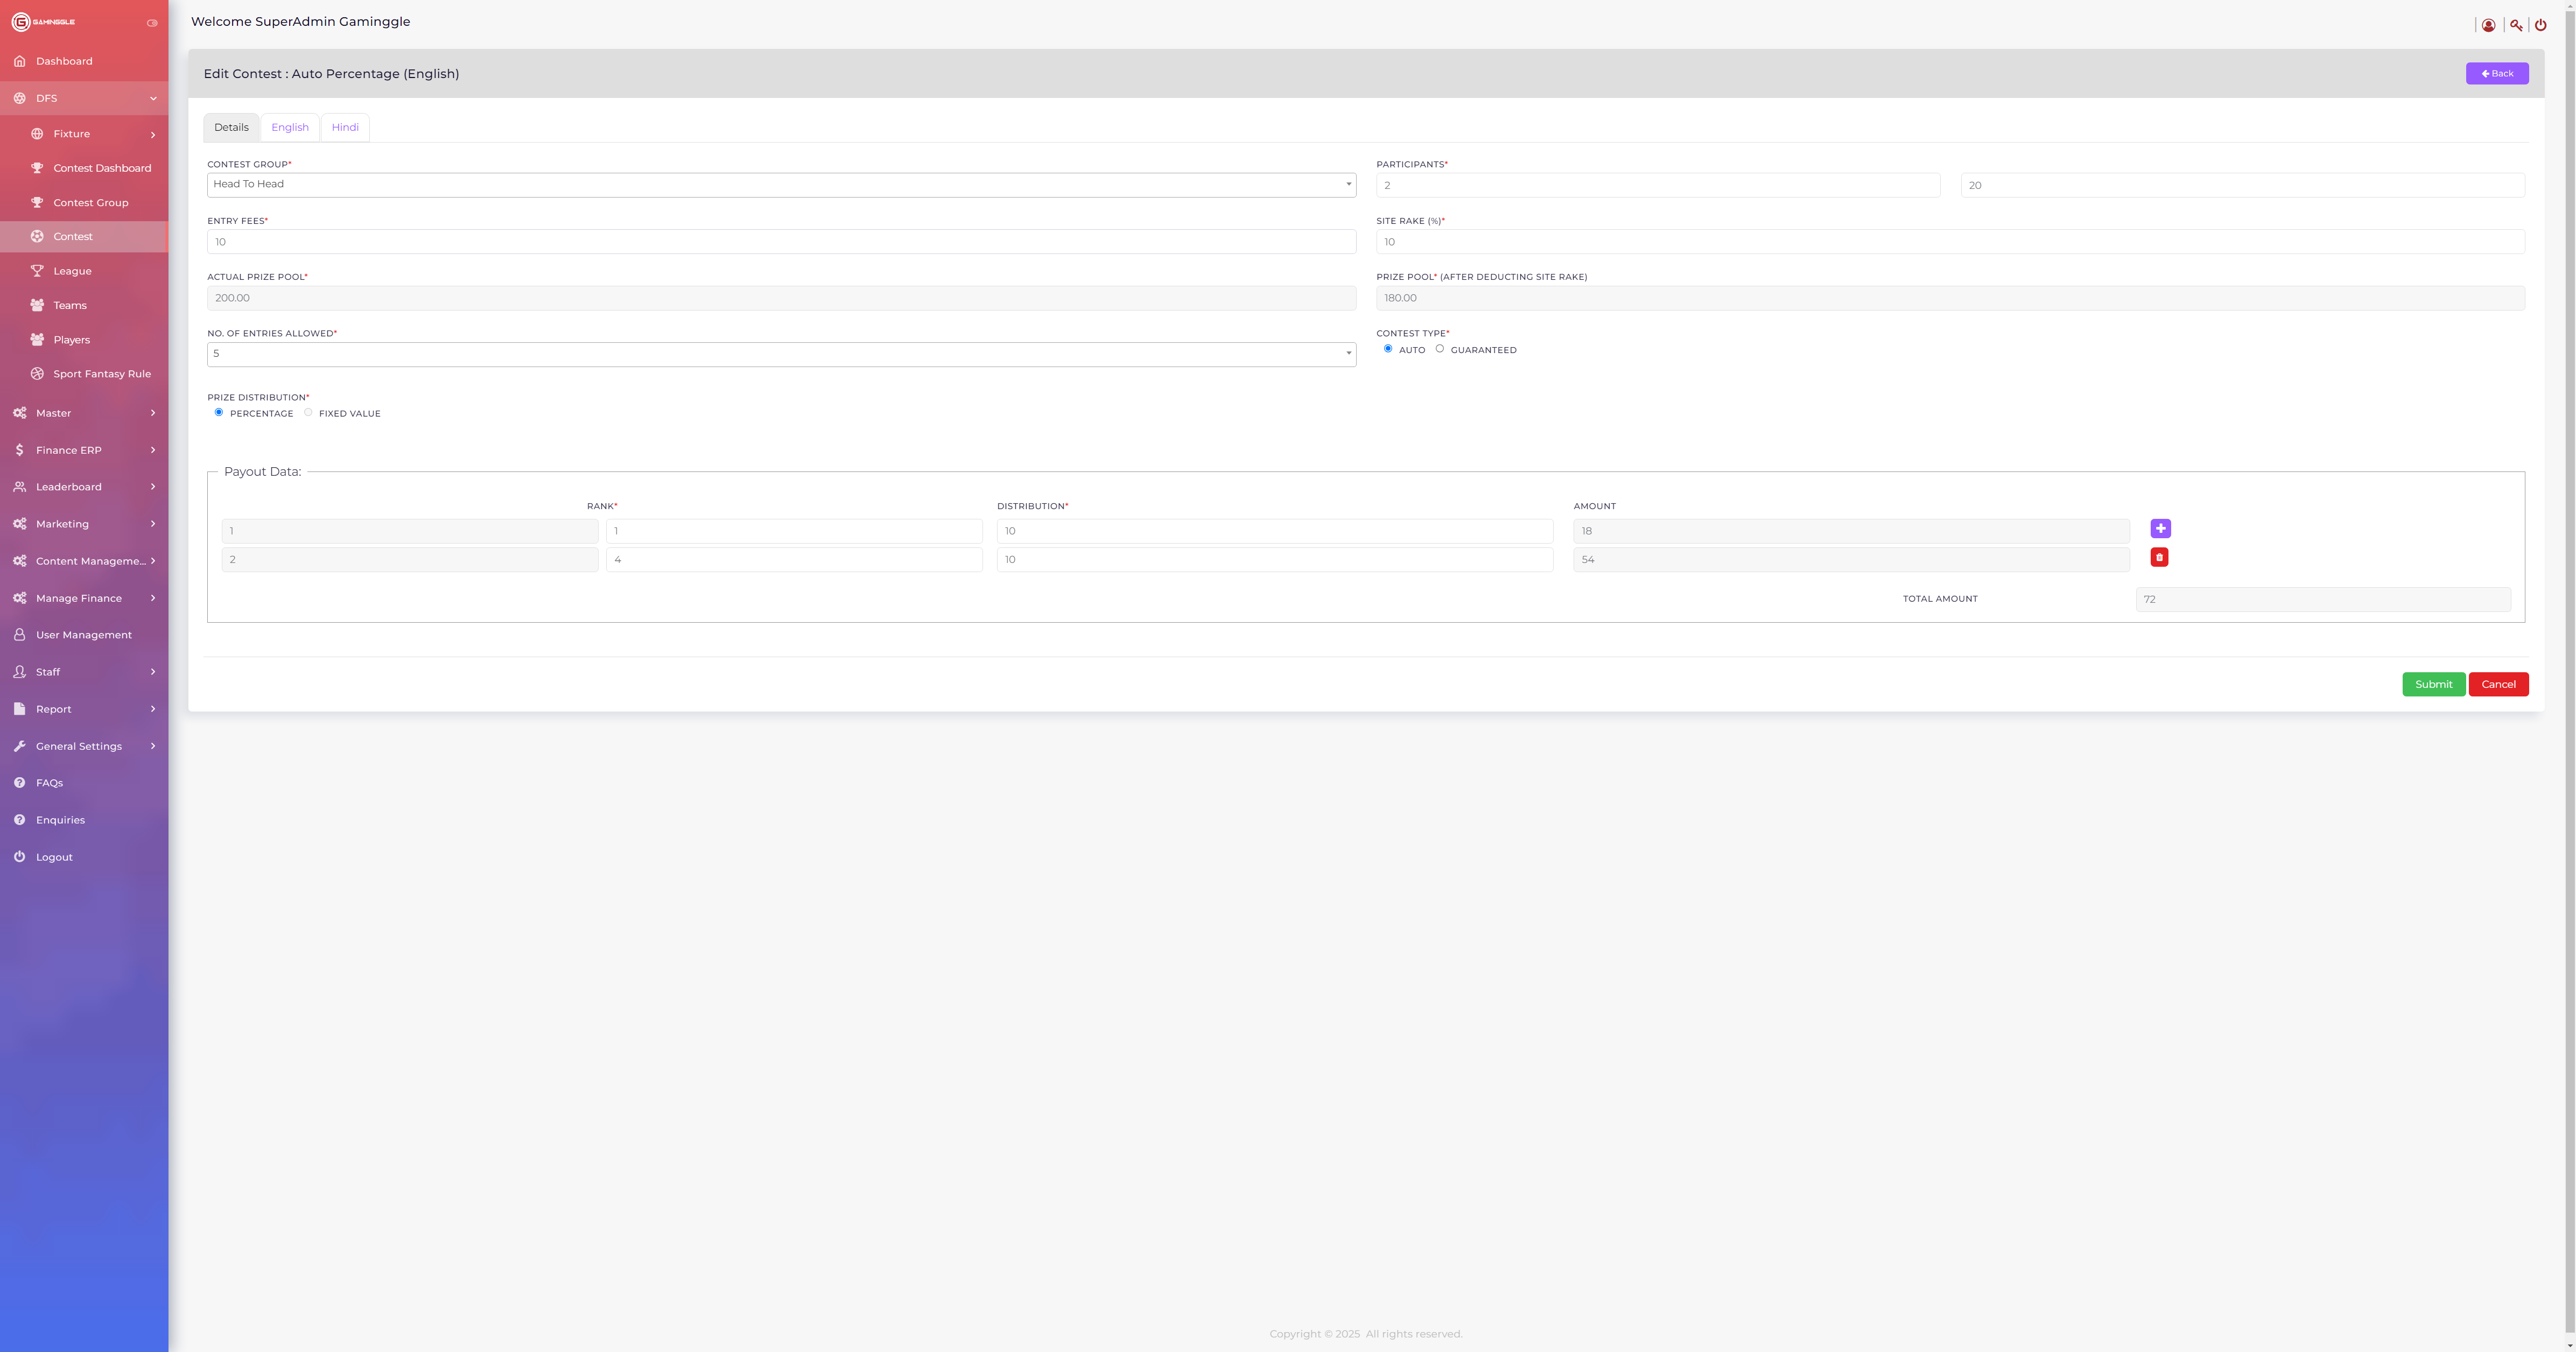 GAMINGGLE
Welcome SuperAdmin Gaminggle
Dashboard
DFS
Fixture
Contest Dashboard
Contest Group
Contest
League
Teams
Players
Sport Fantasy Rule
Master
Finance ERP
Leaderboard
Marketing
Content Manageme...
Manage Finance
User Management
Staff
Report
General Settings
FAQs
Enquiries
Logout
Edit Contest : Auto Percentage (English)
Back
Details English Hindi
CONTEST GROUP* PARTICIPANTS*
Head To Head 2 20
ENTRY FEES* SITE RAKE (%)*
10 10
ACTUAL PRIZE POOL* PRIZE POOL* (AFTER DEDUCTING SITE RAKE)
200.00 180.00
NO. OF ENTRIES ALLOWED* CONTEST TYPE*
5 AUTO GUARANTEED
PRIZE DISTRIBUTION*
PERCENTAGE FIXED VALUE
Payout Data:
RANK* DISTRIBUTION* AMOUNT
1 1 10 18
2 4 10 54
TOTAL AMOUNT 72
Submit Cancel
Copyright © 2025 All rights reserved.